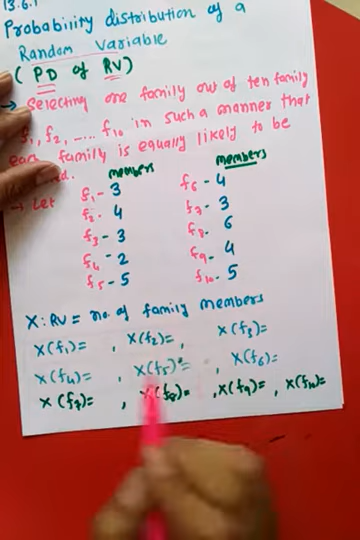 13.6.1
Probability distribution of a
Random Variable
( PD of RV)
→ Selecting one family out of ten family
f₁, f₂, .... f₁₀ in such a manner that
each family is equally likely to be
→ Let
members
f₁ - 3
f₂ - 4
f₃ - 3
f₄ - 2
f₅ - 5
members
f₆ - 4
f₇ - 3
f₈ - 6
f₉ - 4
f₁₀ - 5
X : RV = no. of family members
X(f₁)= , X(f₂)= , X(f₃)=
X(f₄)= , X(f₅)= , X(f₆)=
X(f₇)= , X(f₈)= , X(f₉)= , X(f₁₀)=